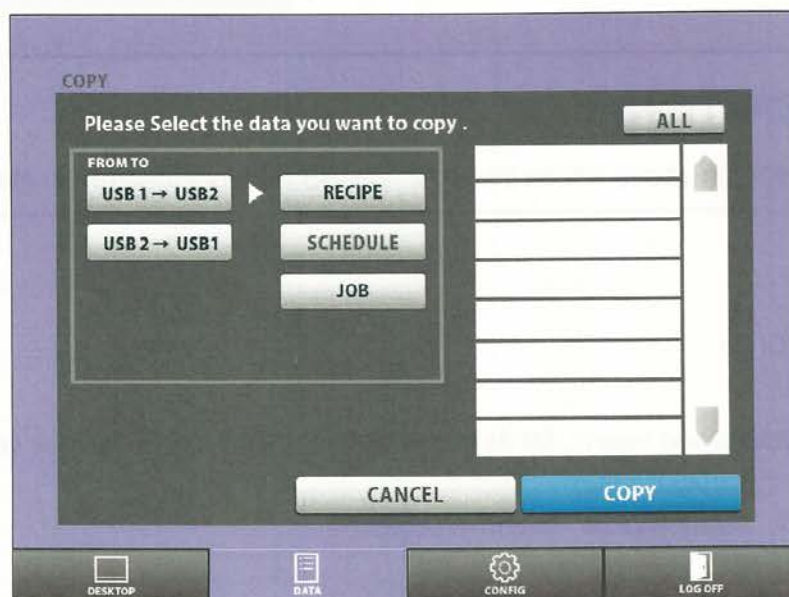 COPY
Please Select the data you want to copy .
ALL
FROM TO
USB 1 → USB2
RECIPE
USB 2 → USB1
SCHEDULE
JOB
CANCEL
COPY
DESKTOP
DATA
CONFIG
LOG OFF